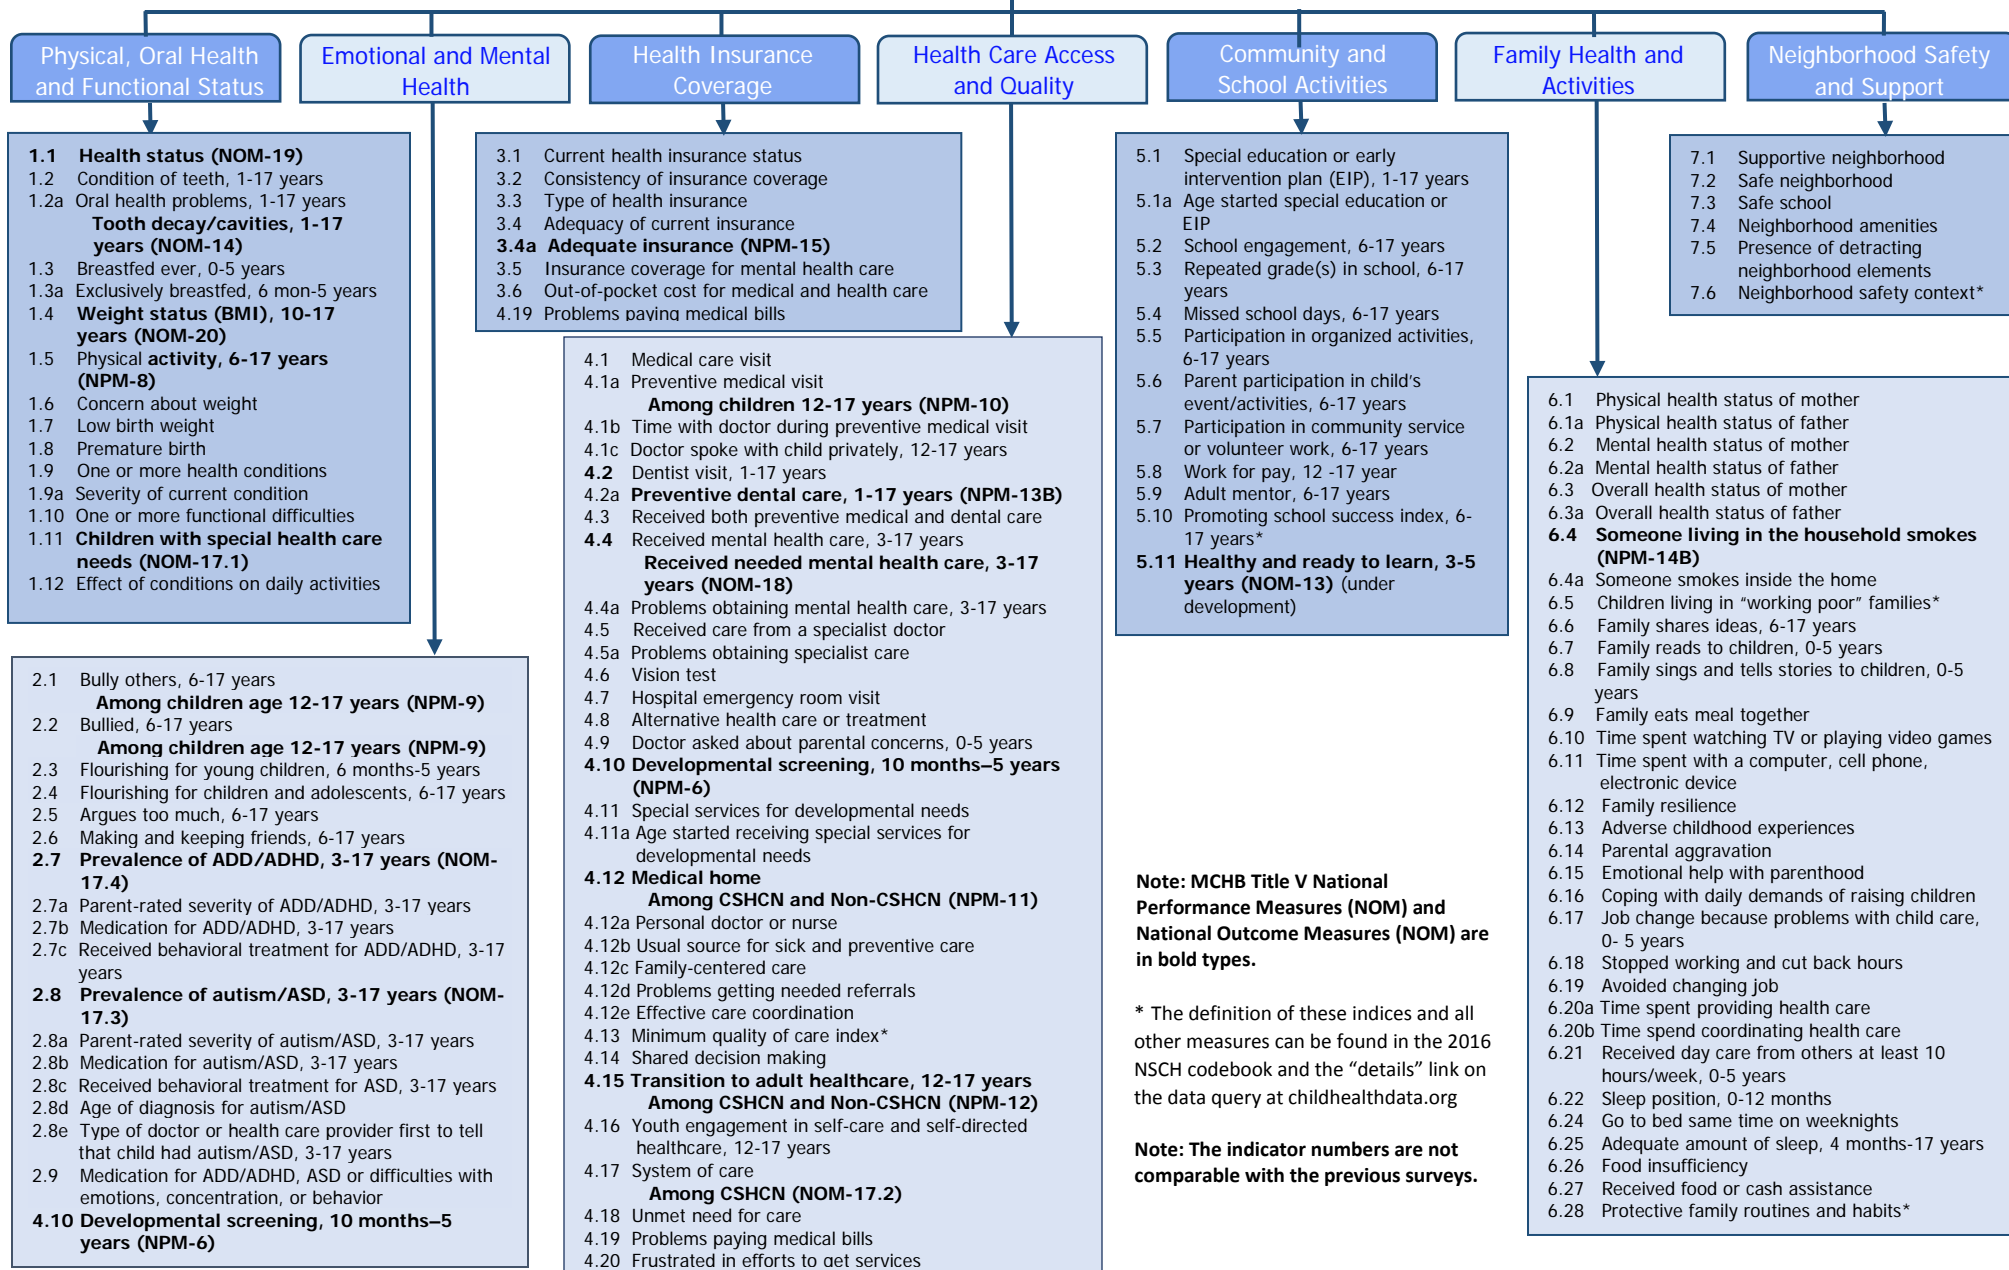 Physical, Oral Health
and Functional Status
Emotional and Mental
Health
Health Insurance
Coverage
Health Care Access
and Quality
Community and
School Activities
Family Health and
Activities
Neighborhood Safety
and Support
1.1 Health status (NOM-19)
1.2 Condition of teeth, 1-17 years
1.2a Oral health problems, 1-17 years
Tooth decay/cavities, 1-17
years (NOM-14)
1.3 Breastfed ever, 0-5 years
1.3a Exclusively breastfed, 6 mon-5 years
1.4 Weight status (BMI), 10-17
years (NOM-20)
1.5 Physical activity, 6-17 years
(NPM-8)
1.6 Concern about weight
1.7 Low birth weight
1.8 Premature birth
1.9 One or more health conditions
1.9a Severity of current condition
1.10 One or more functional difficulties
1.11 Children with special health care
needs (NOM-17.1)
1.12 Effect of conditions on daily activities
2.1 Bully others, 6-17 years
Among children age 12-17 years (NPM-9)
2.2 Bullied, 6-17 years
Among children age 12-17 years (NPM-9)
2.3 Flourishing for young children, 6 months-5 years
2.4 Flourishing for children and adolescents, 6-17 years
2.5 Argues too much, 6-17 years
2.6 Making and keeping friends, 6-17 years
2.7 Prevalence of ADD/ADHD, 3-17 years (NOM-
17.4)
2.7a Parent-rated severity of ADD/ADHD, 3-17 years
2.7b Medication for ADD/ADHD, 3-17 years
2.7c Received behavioral treatment for ADD/ADHD, 3-17
years
2.8 Prevalence of autism/ASD, 3-17 years (NOM-
17.3)
2.8a Parent-rated severity of autism/ASD, 3-17 years
2.8b Medication for autism/ASD, 3-17 years
2.8c Received behavioral treatment for ASD, 3-17 years
2.8d Age of diagnosis for autism/ASD
2.8e Type of doctor or health care provider first to tell
that child had autism/ASD, 3-17 years
2.9 Medication for ADD/ADHD, ASD or difficulties with
emotions, concentration, or behavior
4.10 Developmental screening, 10 months–5
years (NPM-6)
3.1 Current health insurance status
3.2 Consistency of insurance coverage
3.3 Type of health insurance
3.4 Adequacy of current insurance
3.4a Adequate insurance (NPM-15)
3.5 Insurance coverage for mental health care
3.6 Out-of-pocket cost for medical and health care
4.19 Problems paying medical bills
4.1 Medical care visit
4.1a Preventive medical visit
Among children 12-17 years (NPM-10)
4.1b Time with doctor during preventive medical visit
4.1c Doctor spoke with child privately, 12-17 years
4.2 Dentist visit, 1-17 years
4.2a Preventive dental care, 1-17 years (NPM-13B)
4.3 Received both preventive medical and dental care
4.4 Received mental health care, 3-17 years
Received needed mental health care, 3-17
years (NOM-18)
4.4a Problems obtaining mental health care, 3-17 years
4.5 Received care from a specialist doctor
4.5a Problems obtaining specialist care
4.6 Vision test
4.7 Hospital emergency room visit
4.8 Alternative health care or treatment
4.9 Doctor asked about parental concerns, 0-5 years
4.10 Developmental screening, 10 months–5 years
(NPM-6)
4.11 Special services for developmental needs
4.11a Age started receiving special services for
developmental needs
4.12 Medical home
Among CSHCN and Non-CSHCN (NPM-11)
4.12a Personal doctor or nurse
4.12b Usual source for sick and preventive care
4.12c Family-centered care
4.12d Problems getting needed referrals
4.12e Effective care coordination
4.13 Minimum quality of care index*
4.14 Shared decision making
4.15 Transition to adult healthcare, 12-17 years
Among CSHCN and Non-CSHCN (NPM-12)
4.16 Youth engagement in self-care and self-directed
healthcare, 12-17 years
4.17 System of care
Among CSHCN (NOM-17.2)
4.18 Unmet need for care
4.19 Problems paying medical bills
4.20 Frustrated in efforts to get services
5.1 Special education or early
intervention plan (EIP), 1-17 years
5.1a Age started special education or
EIP
5.2 School engagement, 6-17 years
5.3 Repeated grade(s) in school, 6-17
years
5.4 Missed school days, 6-17 years
5.5 Participation in organized activities,
6-17 years
5.6 Parent participation in child's
event/activities, 6-17 years
5.7 Participation in community service
or volunteer work, 6-17 years
5.8 Work for pay, 12 -17 year
5.9 Adult mentor, 6-17 years
5.10 Promoting school success index, 6-
17 years*
5.11 Healthy and ready to learn, 3-5
years (NOM-13) (under
development)
Note: MCHB Title V National
Performance Measures (NOM) and
National Outcome Measures (NOM) are
in bold types.
* The definition of these indices and all
other measures can be found in the 2016
NSCH codebook and the “details” link on
the data query at childhealthdata.org
Note: The indicator numbers are not
comparable with the previous surveys.
6.1 Physical health status of mother
6.1a Physical health status of father
6.2 Mental health status of mother
6.2a Mental health status of father
6.3 Overall health status of mother
6.3a Overall health status of father
6.4 Someone living in the household smokes
(NPM-14B)
6.4a Someone smokes inside the home
6.5 Children living in “working poor” families*
6.6 Family shares ideas, 6-17 years
6.7 Family reads to children, 0-5 years
6.8 Family sings and tells stories to children, 0-5
years
6.9 Family eats meal together
6.10 Time spent watching TV or playing video games
6.11 Time spent with a computer, cell phone,
electronic device
6.12 Family resilience
6.13 Adverse childhood experiences
6.14 Parental aggravation
6.15 Emotional help with parenthood
6.16 Coping with daily demands of raising children
6.17 Job change because problems with child care,
0- 5 years
6.18 Stopped working and cut back hours
6.19 Avoided changing job
6.20a Time spent providing health care
6.20b Time spend coordinating health care
6.21 Received day care from others at least 10
hours/week, 0-5 years
6.22 Sleep position, 0-12 months
6.24 Go to bed same time on weeknights
6.25 Adequate amount of sleep, 4 months-17 years
6.26 Food insufficiency
6.27 Received food or cash assistance
6.28 Protective family routines and habits*
7.1 Supportive neighborhood
7.2 Safe neighborhood
7.3 Safe school
7.4 Neighborhood amenities
7.5 Presence of detracting
neighborhood elements
7.6 Neighborhood safety context*